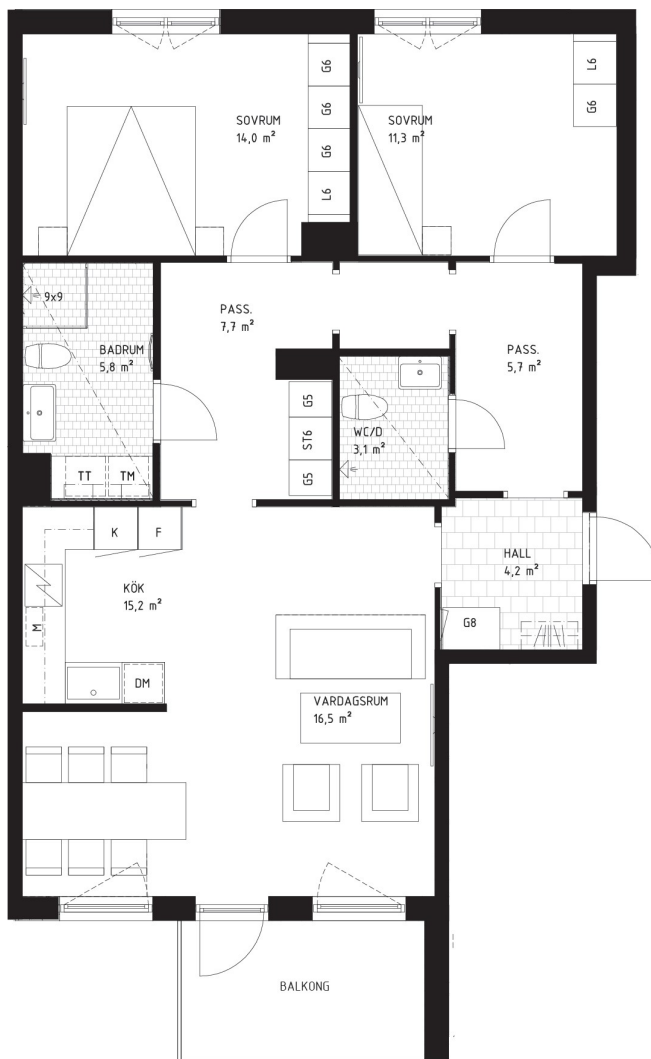 SOVRUM
14,0 m²
G6
G6
G6
L6
SOVRUM
11,3 m²
L6
G6
9x9
BADRUM
5,8 m²
TT
TM
PASS.
7,7 m²
G5
ST6
G5
WC/D
3,1 m²
PASS.
5,7 m²
HALL
4,2 m²
G8
K
F
KÖK
15,2 m²
M
DM
VARDAGSRUM
16,5 m²
BALKONG